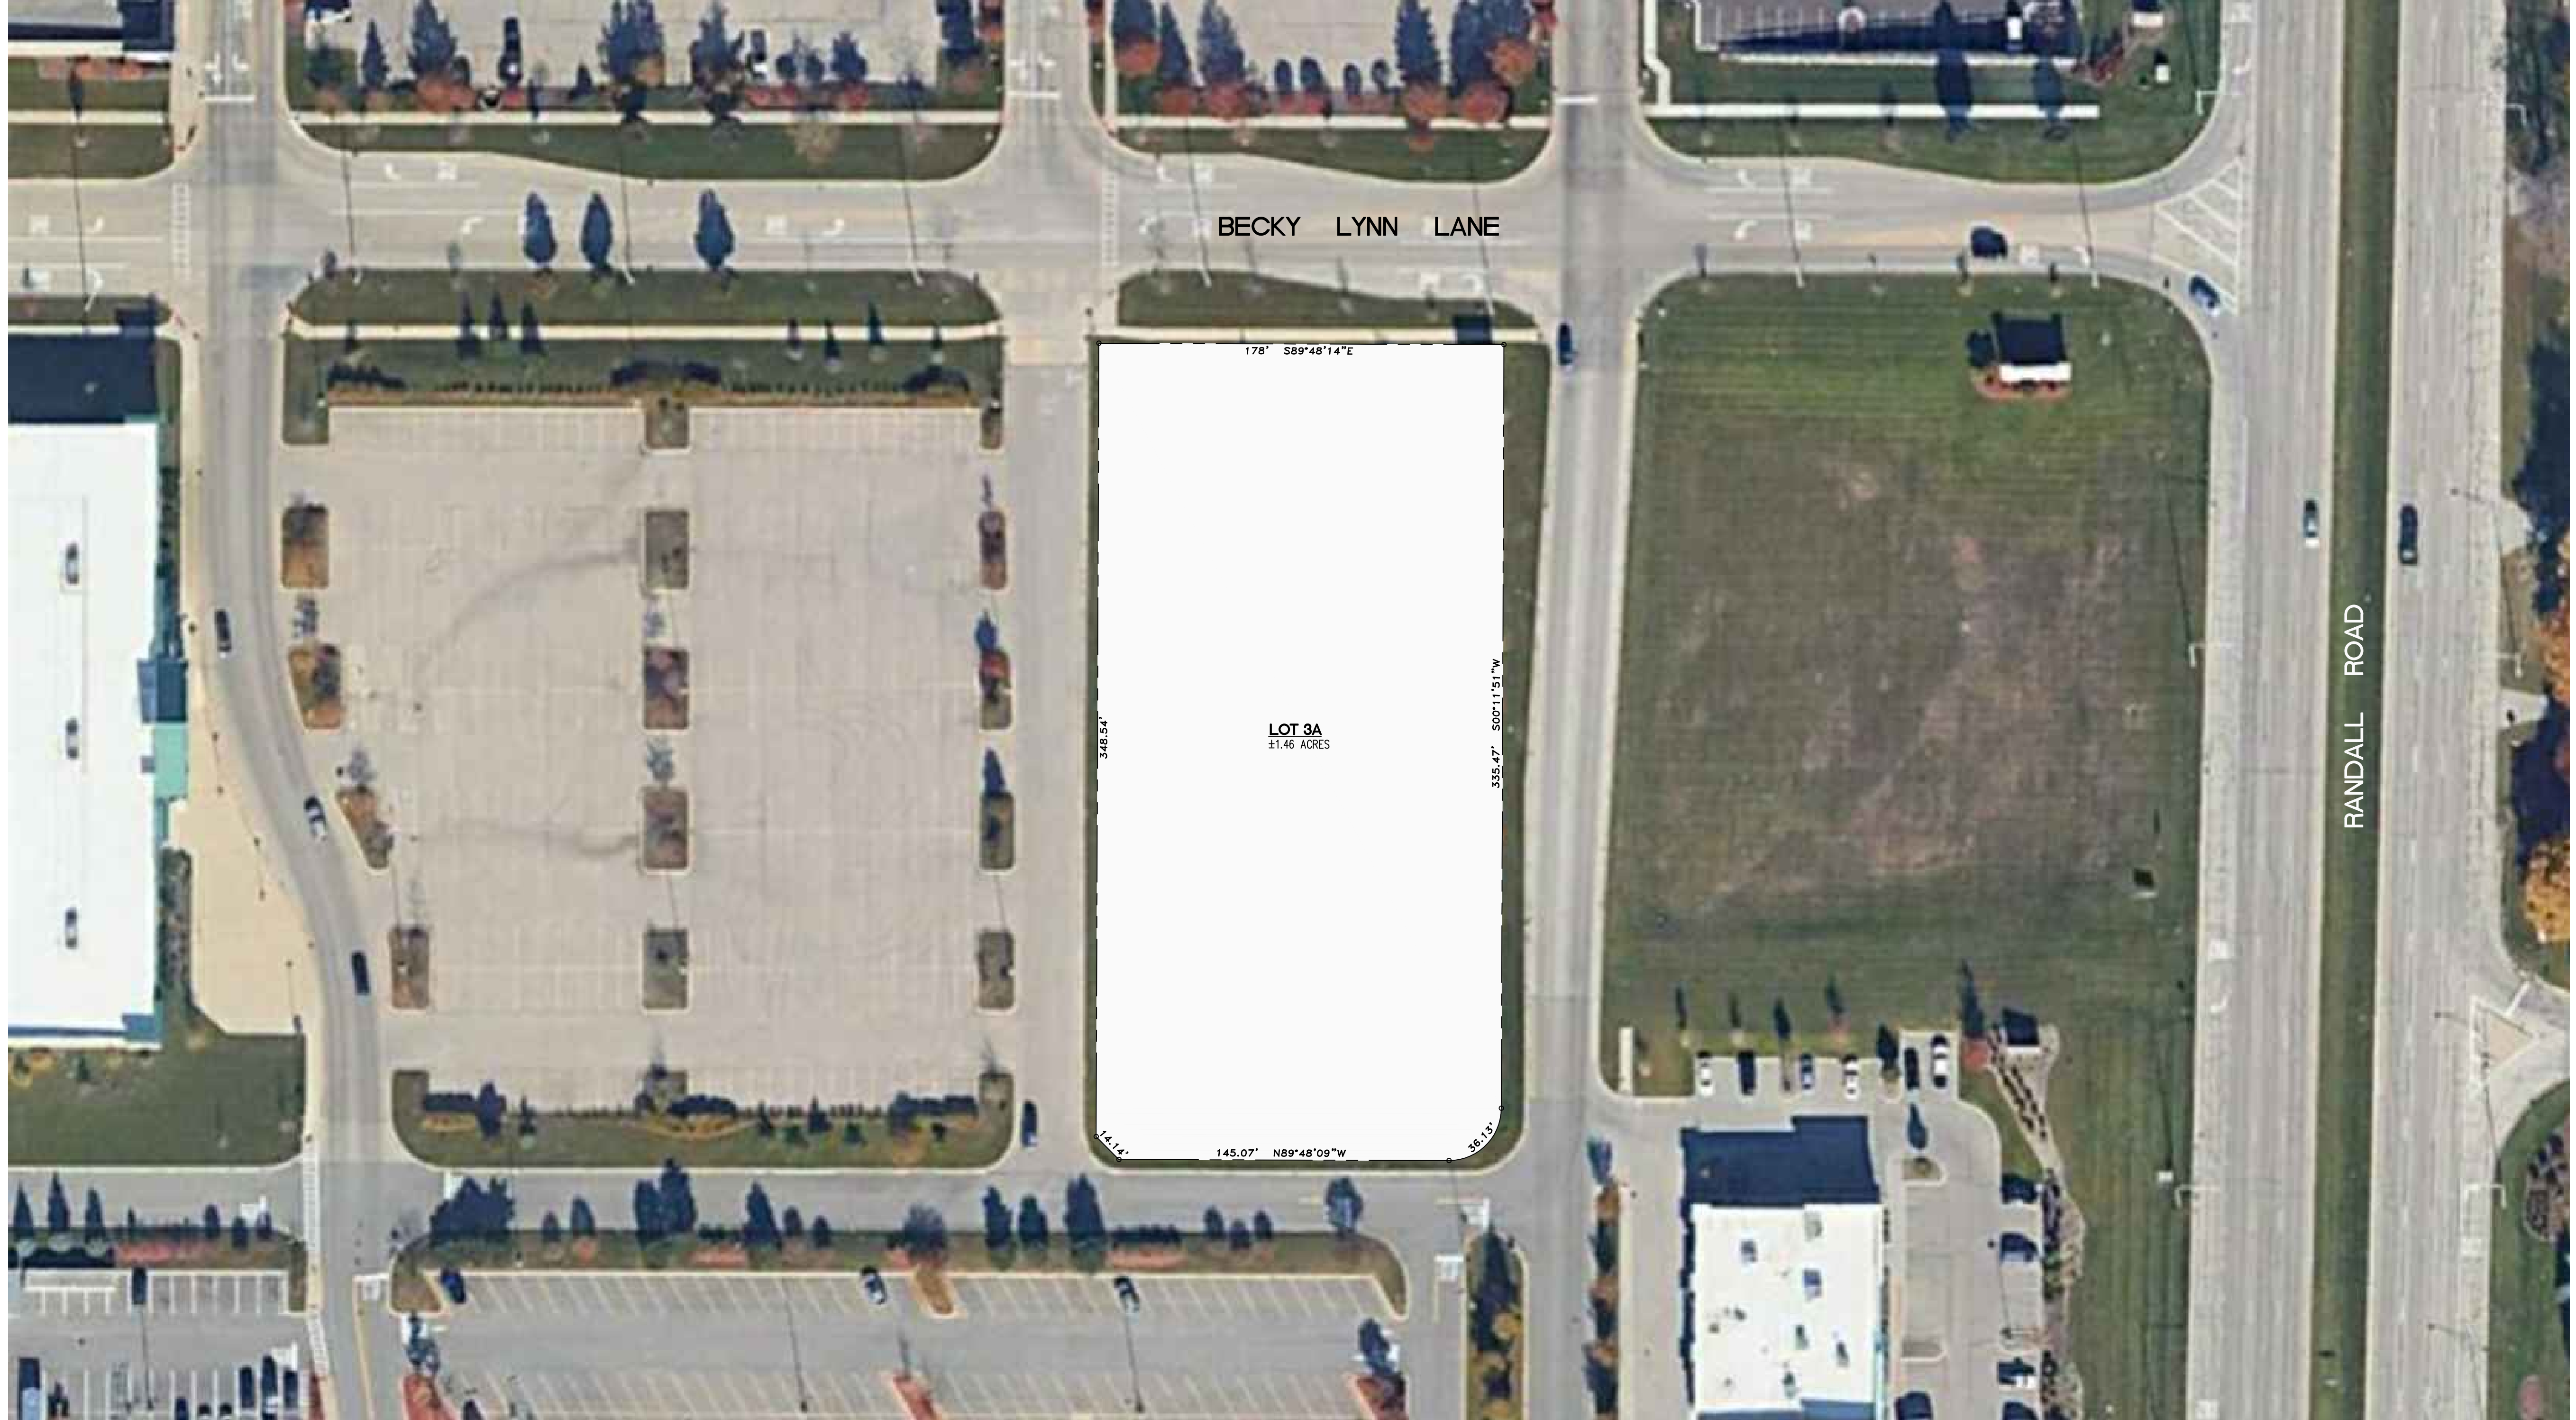 BECKY LYNN LANE
178' S89°48'14"E
335.47' S00°11'51"W
348.54'
LOT 3A
±1.46 ACRES
RANDALL ROAD
14.14'
145.07' N89°48'09"W
36.13'